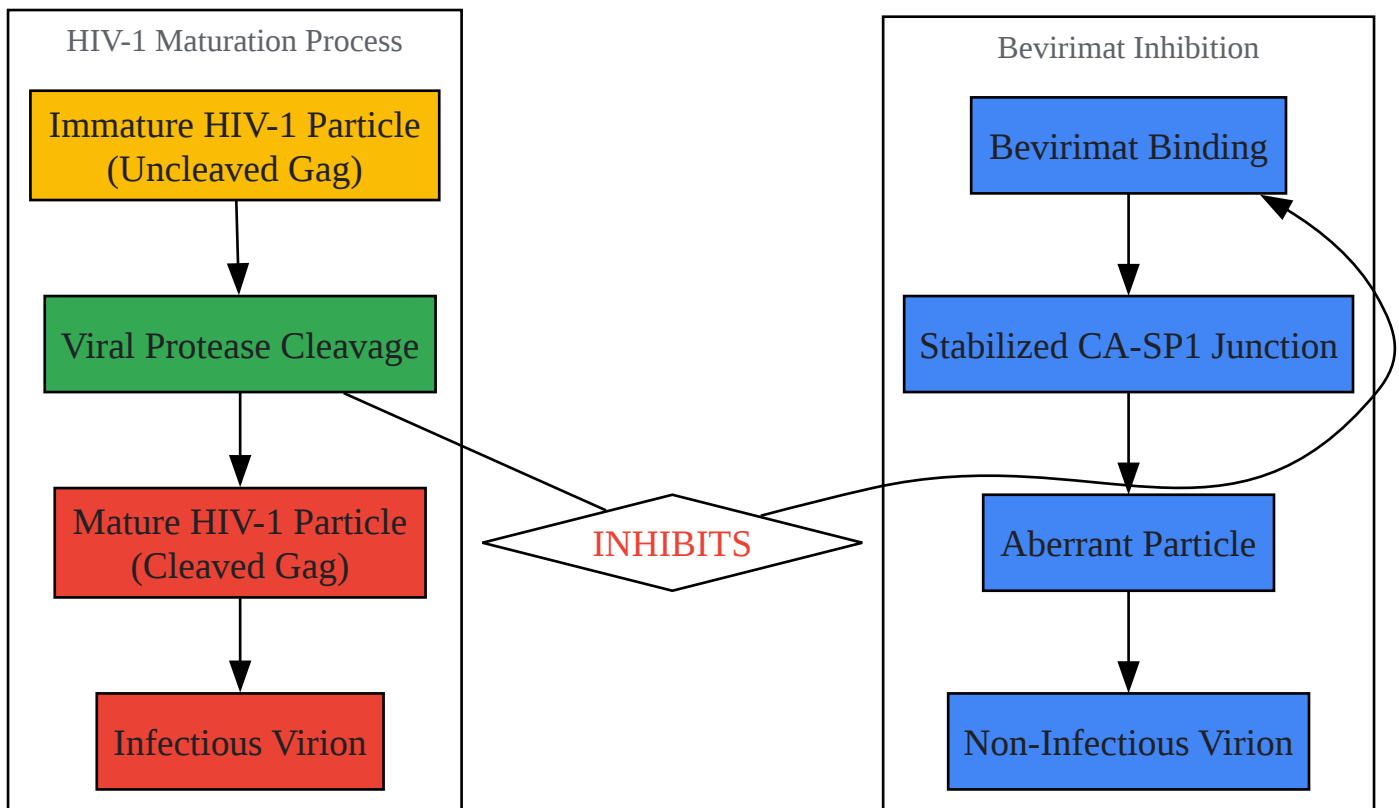 HIV-1 Maturation Process
Immature HIV-1 Particle
(Uncleaved Gag)
Viral Protease Cleavage
Mature HIV-1 Particle
(Cleaved Gag)
Infectious Virion
INHIBITS
Bevirimat Inhibition
Bevirimat Binding
Stabilized CA-SP1 Junction
Aberrant Particle
Non-Infectious Virion